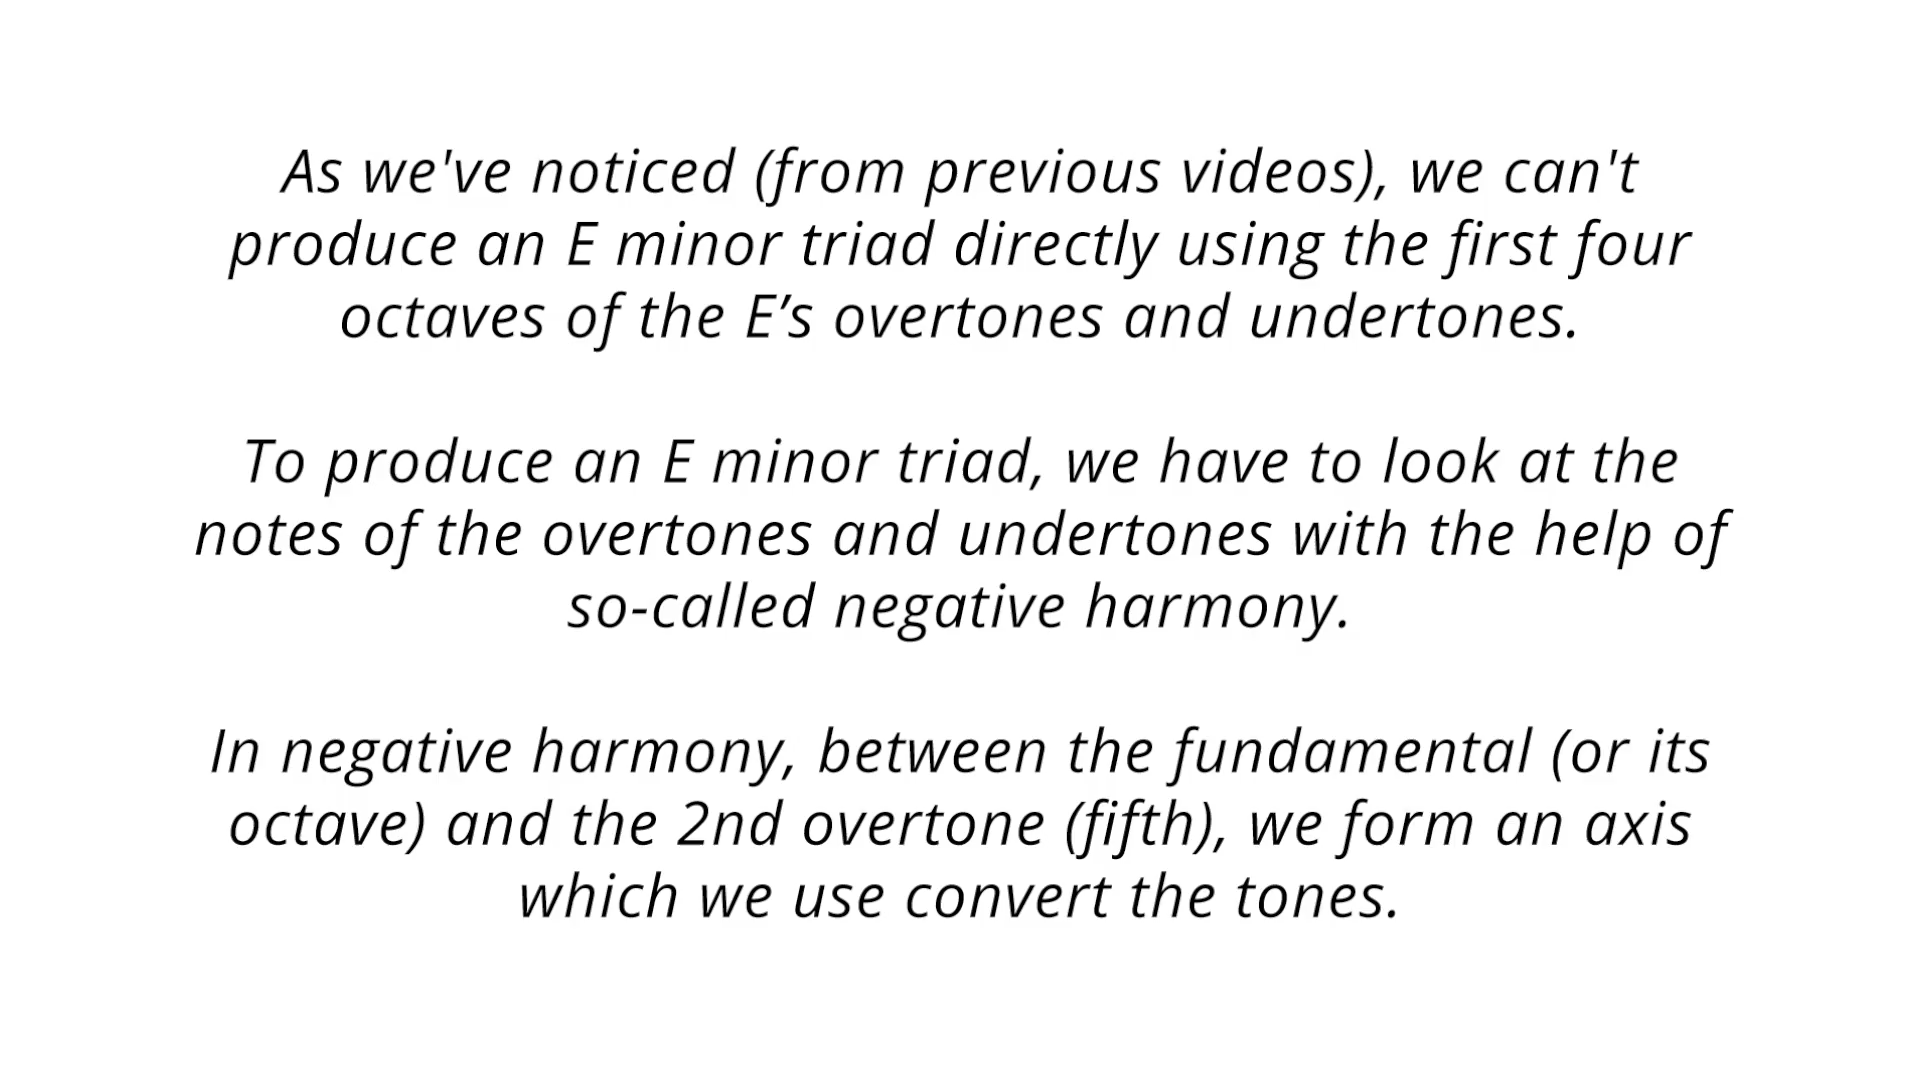 As we've noticed (from previous videos), we can't
produce an E minor triad directly using the first four
octaves of the E’s overtones and undertones.
To produce an E minor triad, we have to look at the
notes of the overtones and undertones with the help of
so-called negative harmony.
In negative harmony, between the fundamental (or its
octave) and the 2nd overtone (fifth), we form an axis
which we use convert the tones.